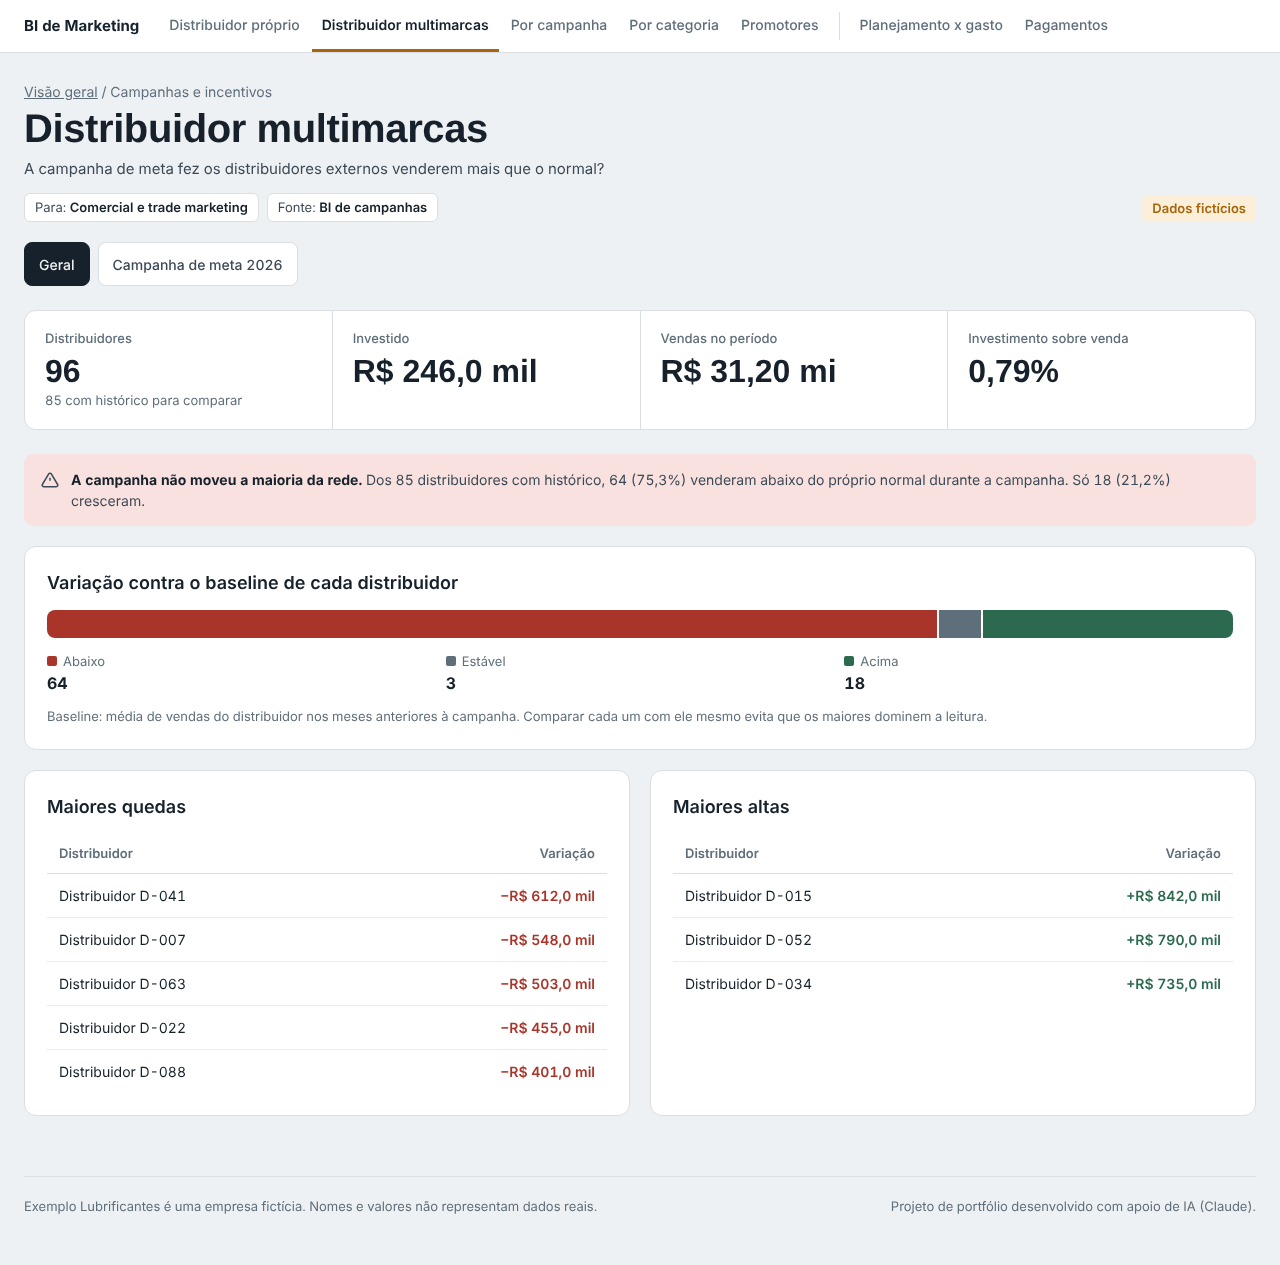 BI de Marketing
Distribuidor próprio
Distribuidor multimarcas
Por campanha
Por categoria
Promotores
Planejamento x gasto
Pagamentos
Visão geral / Campanhas e incentivos
Distribuidor multimarcas
A campanha de meta fez os distribuidores externos venderem mais que o normal?
Para: Comercial e trade marketing
Fonte: BI de campanhas
Dados fictícios
Geral
Campanha de meta 2026
Distribuidores
96
85 com histórico para comparar
Investido
R$ 246,0 mil
Vendas no período
R$ 31,20 mi
Investimento sobre venda
0,79%
A campanha não moveu a maioria da rede. Dos 85 distribuidores com histórico, 64 (75,3%) venderam abaixo do próprio normal durante a campanha. Só 18 (21,2%)
cresceram.
Variação contra o baseline de cada distribuidor
Abaixo
64
Estável
3
Acima
18
Baseline: média de vendas do distribuidor nos meses anteriores à campanha. Comparar cada um com ele mesmo evita que os maiores dominem a leitura.
Maiores quedas
Distribuidor Variação
Distribuidor D-041 −R$ 612,0 mil
Distribuidor D-007 −R$ 548,0 mil
Distribuidor D-063 −R$ 503,0 mil
Distribuidor D-022 −R$ 455,0 mil
Distribuidor D-088 −R$ 401,0 mil
Maiores altas
Distribuidor Variação
Distribuidor D-015 +R$ 842,0 mil
Distribuidor D-052 +R$ 790,0 mil
Distribuidor D-034 +R$ 735,0 mil
Exemplo Lubrificantes é uma empresa fictícia. Nomes e valores não representam dados reais.
Projeto de portfólio desenvolvido com apoio de IA (Claude).